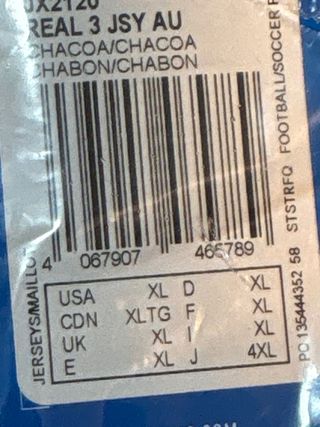 REAL 3 JSY AU
CHACOA/CHACOA
CHABON/CHABON
4 067907 465789
USA XL D XL
CDN XLTG F XL
UK XL I XL
E XL J 4XL
JERSEYS/MAILLO
PO 135444352 58 STSTRFQ FOOTBALL/SOCCER